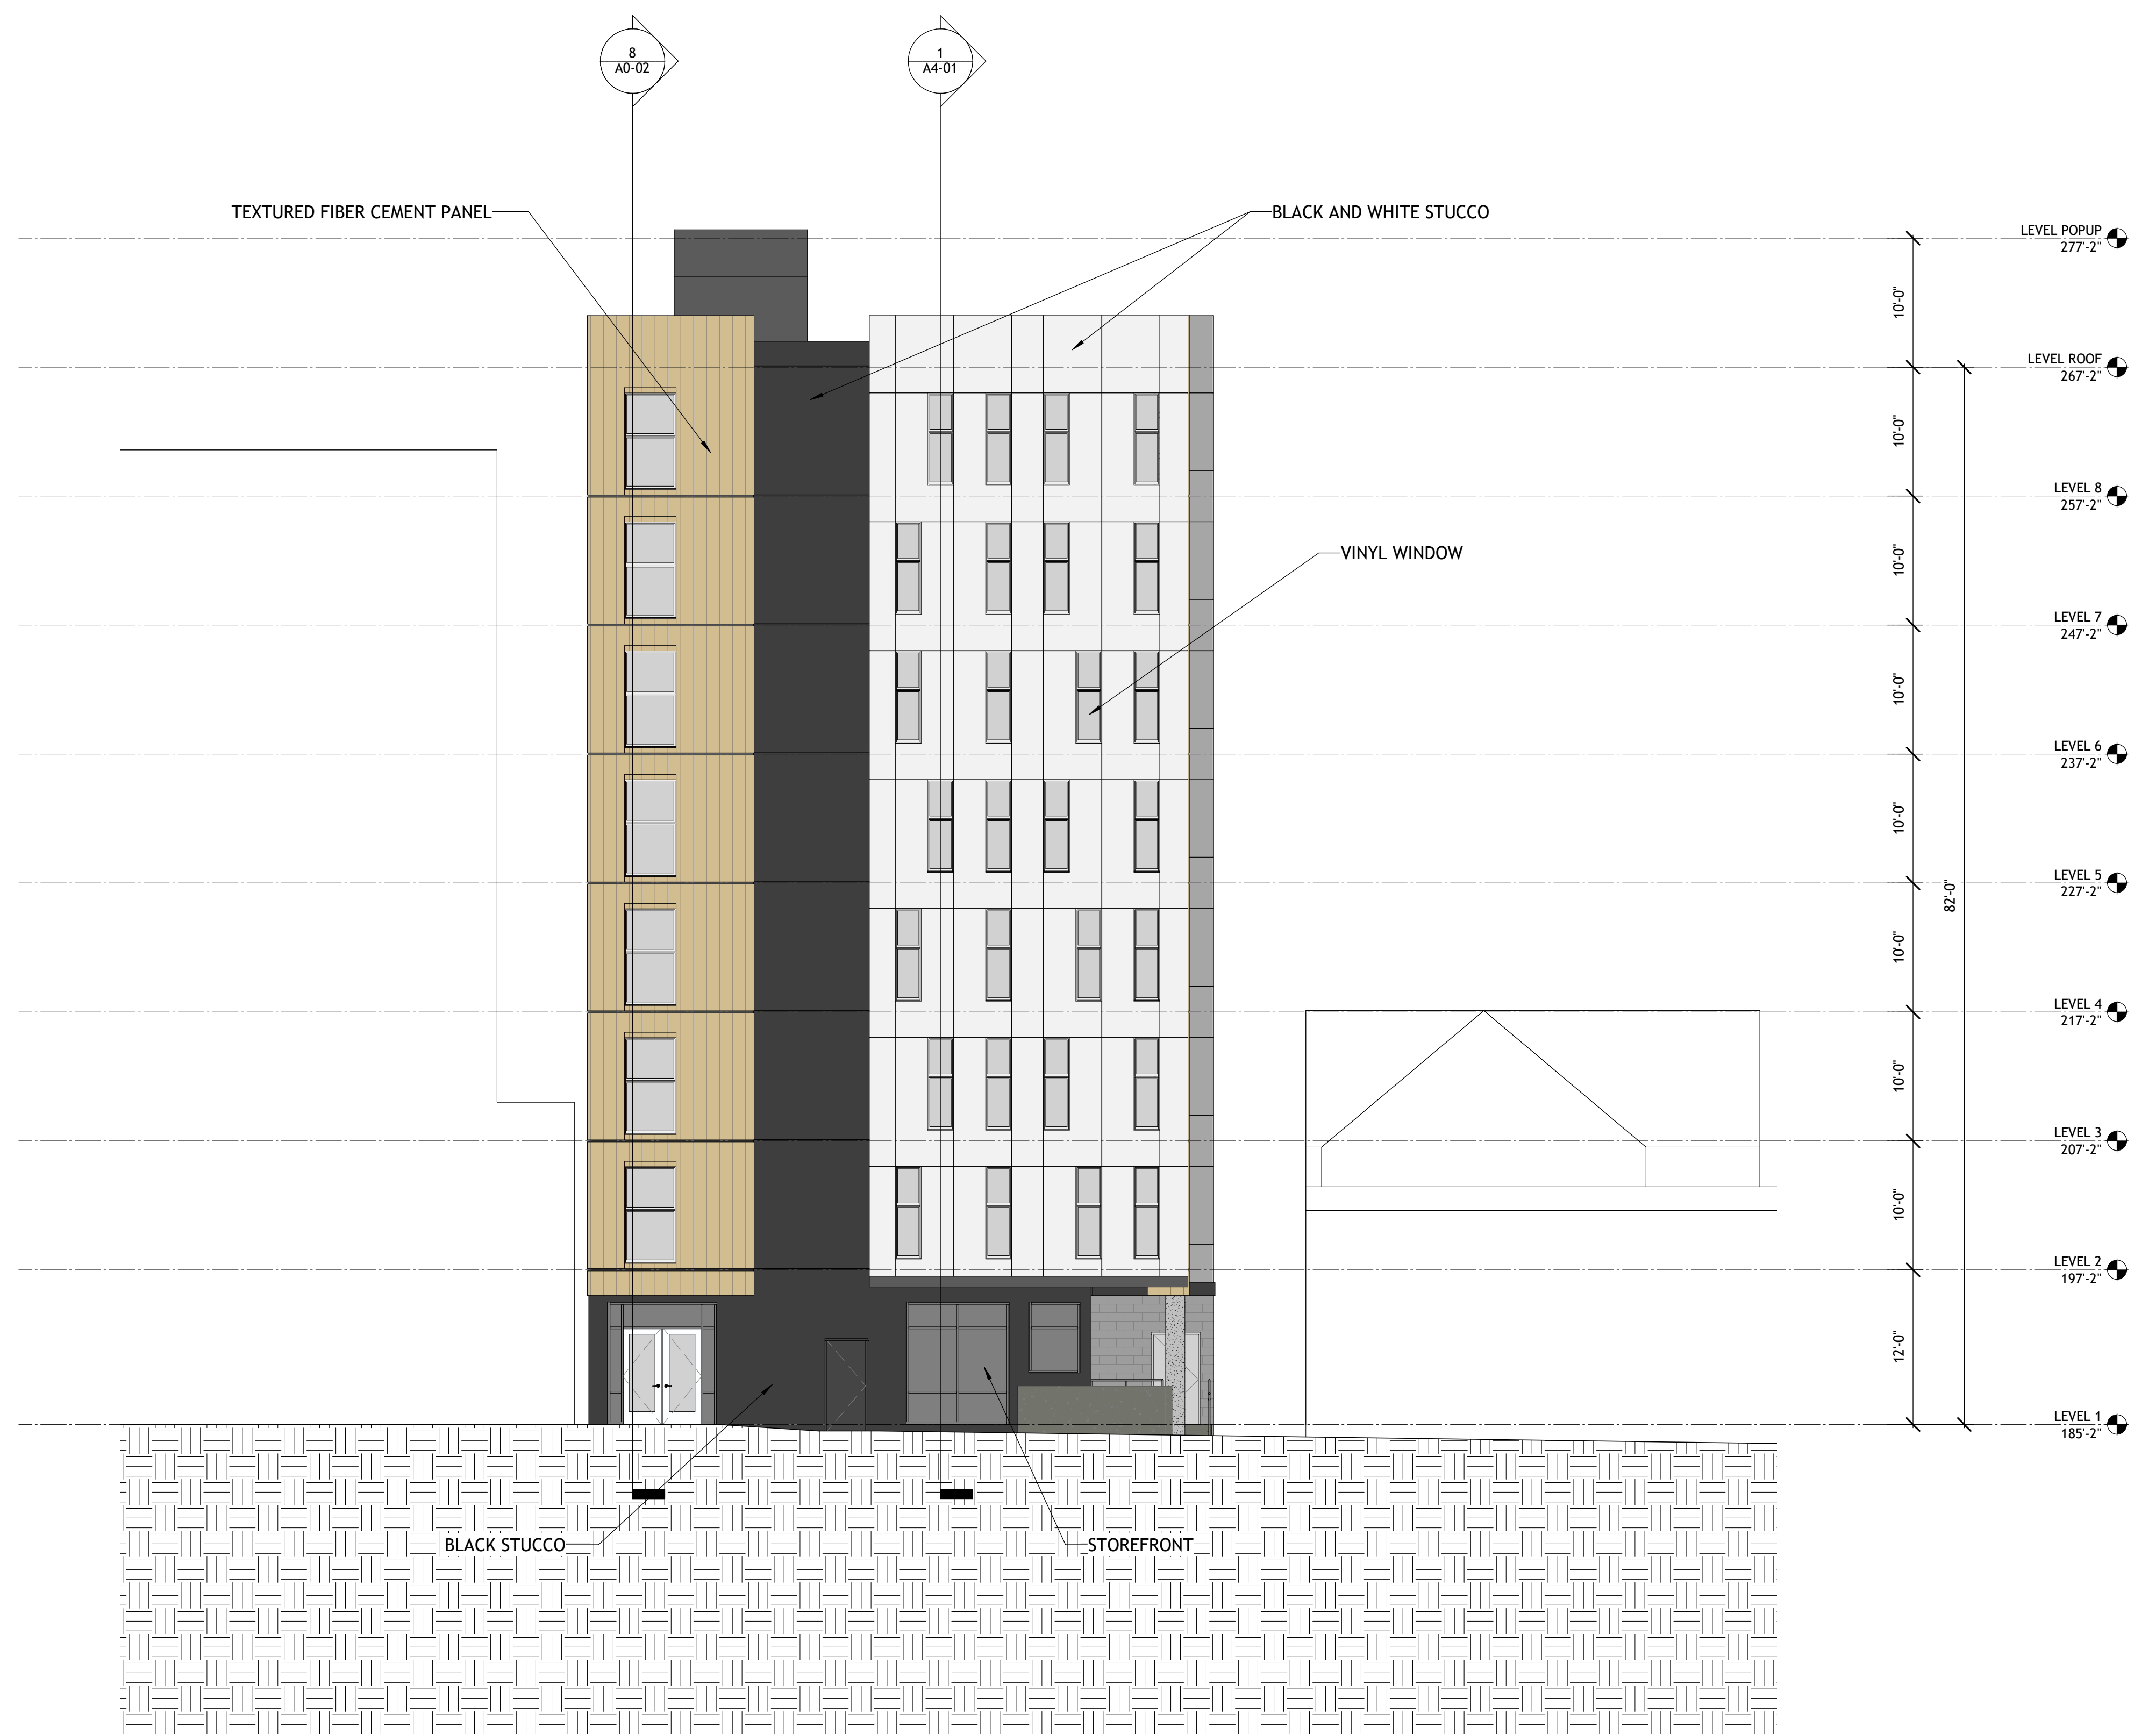 8
A0-02
1
A4-01
TEXTURED FIBER CEMENT PANEL
BLACK AND WHITE STUCCO
LEVEL POPUP
277'-2"
10'-0"
LEVEL ROOF
267'-2"
10'-0"
LEVEL 8
257'-2"
VINYL WINDOW
10'-0"
LEVEL 7
247'-2"
10'-0"
LEVEL 6
237'-2"
10'-0"
LEVEL 5
227'-2"
82'-0"
10'-0"
LEVEL 4
217'-2"
10'-0"
LEVEL 3
207'-2"
10'-0"
LEVEL 2
197'-2"
12'-0"
LEVEL 1
185'-2"
BLACK STUCCO
STOREFRONT